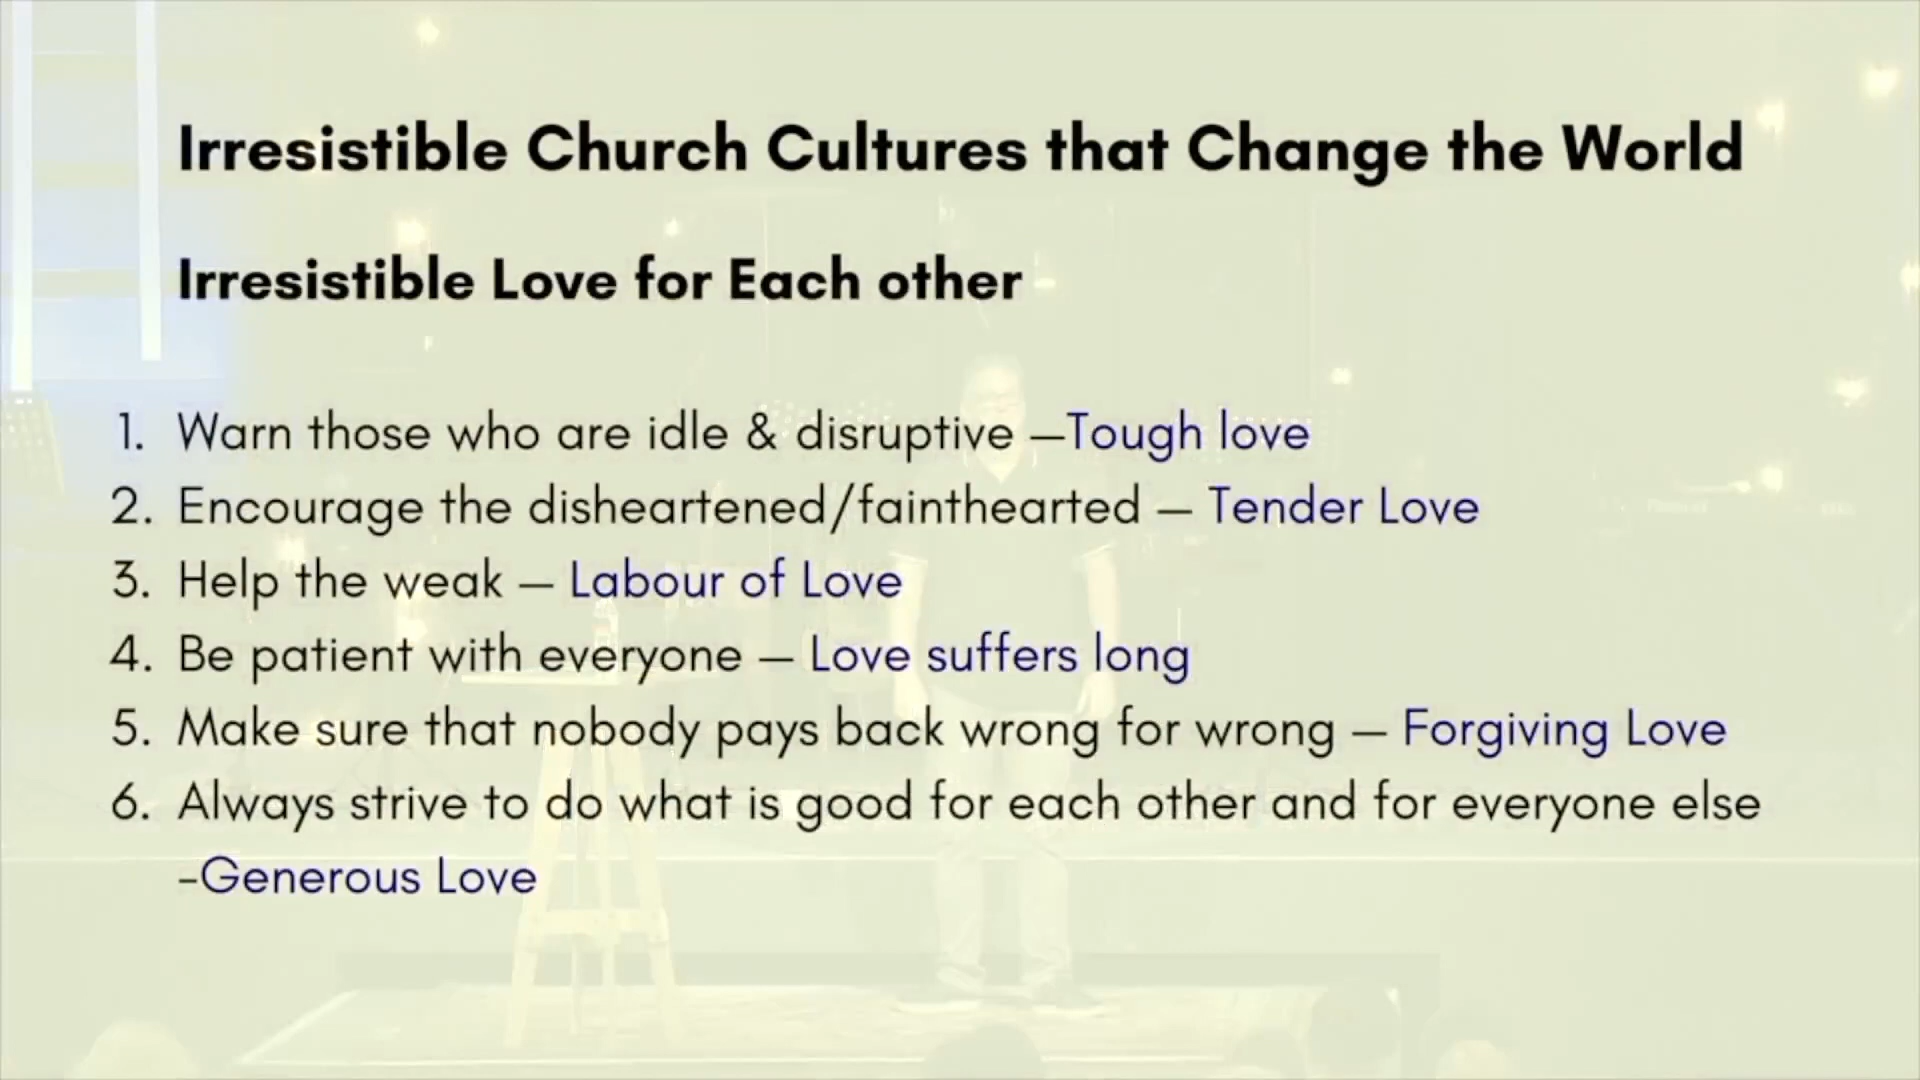 Irresistible Church Cultures that Change the World
Irresistible Love for Each other
1. Warn those who are idle & disruptive —Tough love
2. Encourage the disheartened/fainthearted — Tender Love
3. Help the weak — Labour of Love
4. Be patient with everyone — Love suffers long
5. Make sure that nobody pays back wrong for wrong — Forgiving Love
6. Always strive to do what is good for each other and for everyone else
-Generous Love